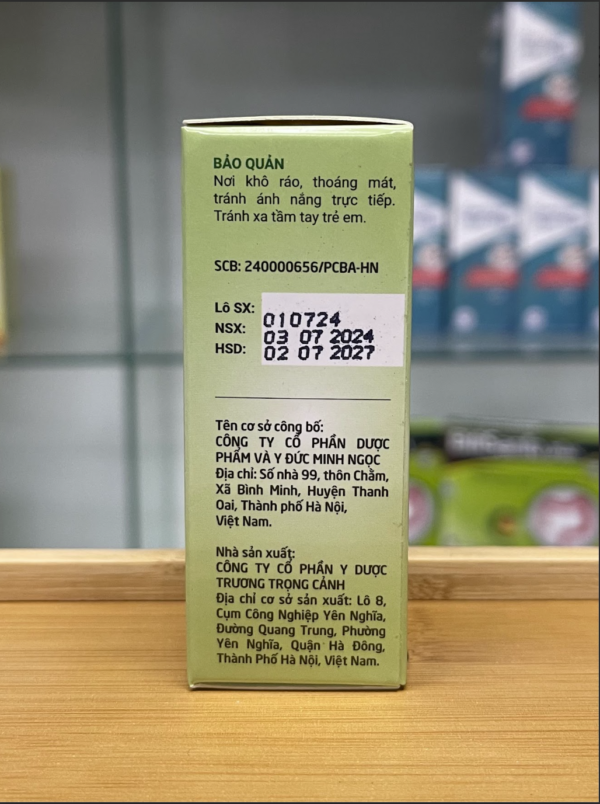 BẢO QUẢN
Nơi khô ráo, thoáng mát,
tránh ánh nắng trực tiếp.
Tránh xa tầm tay trẻ em.
SCB: 240000656/PCBA-HN
Lô SX: 010724
NSX: 03 07 2024
HSD: 02 07 2027
Tên cơ sở công bố:
CÔNG TY CỔ PHẦN DƯỢC
PHẨM VÀ Y ĐỨC MINH NGỌC
Địa chỉ: Số nhà 99, thôn Chằm,
Xã Bình Minh, Huyện Thanh
Oai, Thành phố Hà Nội,
Việt Nam.
Nhà sản xuất:
CÔNG TY CỔ PHẦN Y DƯỢC
TRƯƠNG TRỌNG CẢNH
Địa chỉ cơ sở sản xuất: Lô 8,
Cụm Công Nghiệp Yên Nghĩa,
Đường Quang Trung, Phường
Yên Nghĩa, Quận Hà Đông,
Thành Phố Hà Nội, Việt Nam.